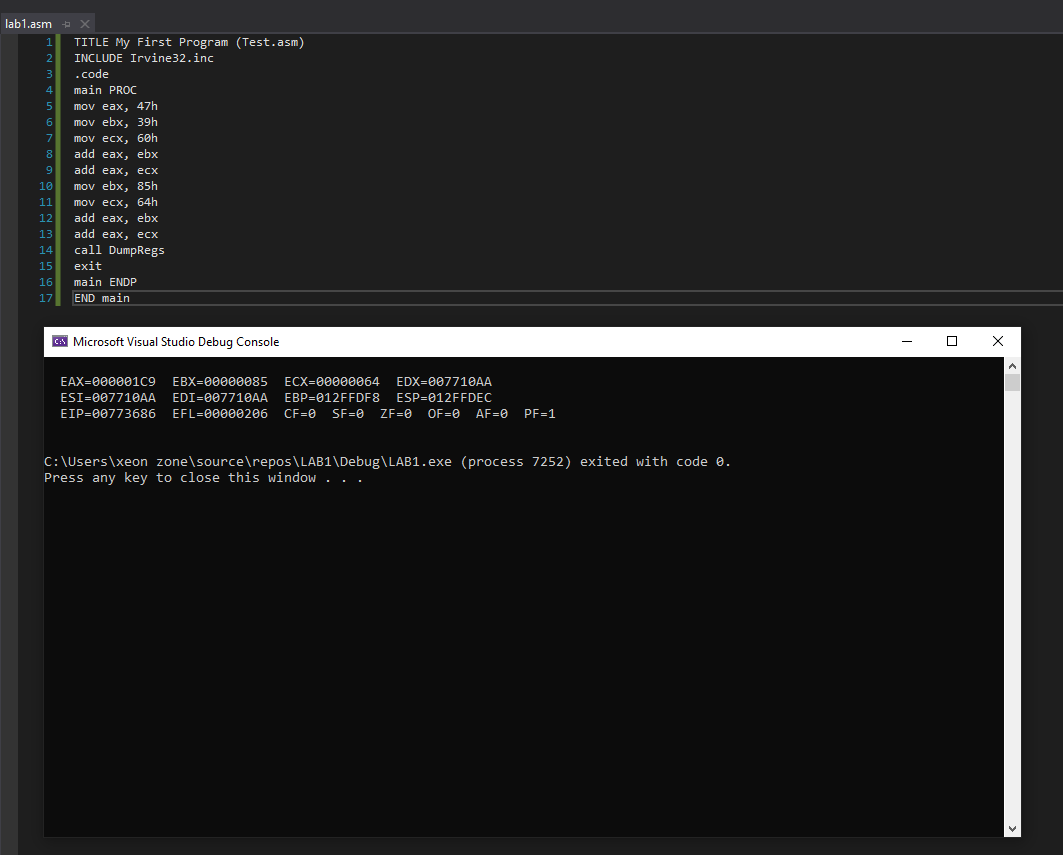 lab1.asm
1 TITLE My First Program (Test.asm)
2 INCLUDE Irvine32.inc
3 .code
4 main PROC
5 mov eax, 47h
6 mov ebx, 39h
7 mov ecx, 60h
8 add eax, ebx
9 add eax, ecx
10 mov ebx, 85h
11 mov ecx, 64h
12 add eax, ebx
13 add eax, ecx
14 call DumpRegs
15 exit
16 main ENDP
17 END main
C:\ Microsoft Visual Studio Debug Console
EAX=000001C9 EBX=00000085 ECX=00000064 EDX=007710AA
ESI=007710AA EDI=007710AA EBP=012FFDF8 ESP=012FFDEC
EIP=00773686 EFL=00000206 CF=0 SF=0 ZF=0 OF=0 AF=0 PF=1
C:\Users\xeon zone\source\repos\LAB1\Debug\LAB1.exe (process 7252) exited with code 0.
Press any key to close this window . . .